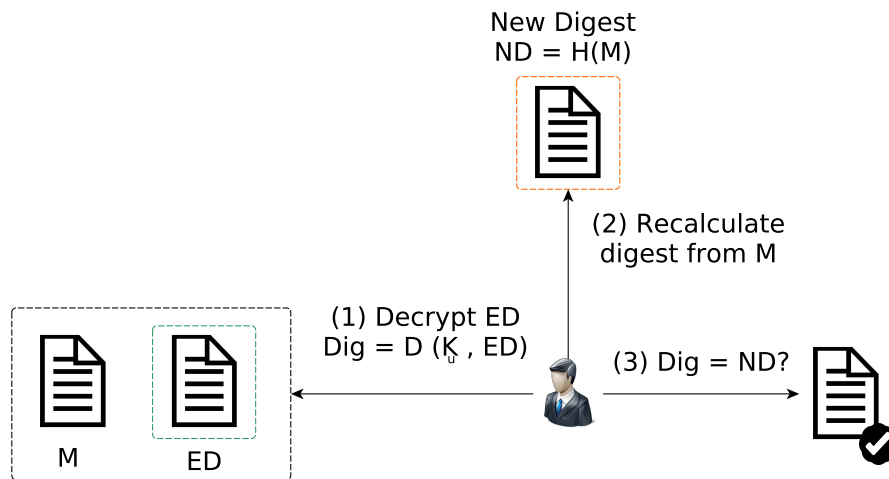 New Digest
ND = H(M)
(2) Recalculate
digest from M
(1) Decrypt ED
Dig = D (Ku , ED)
(3) Dig = ND?
M
ED